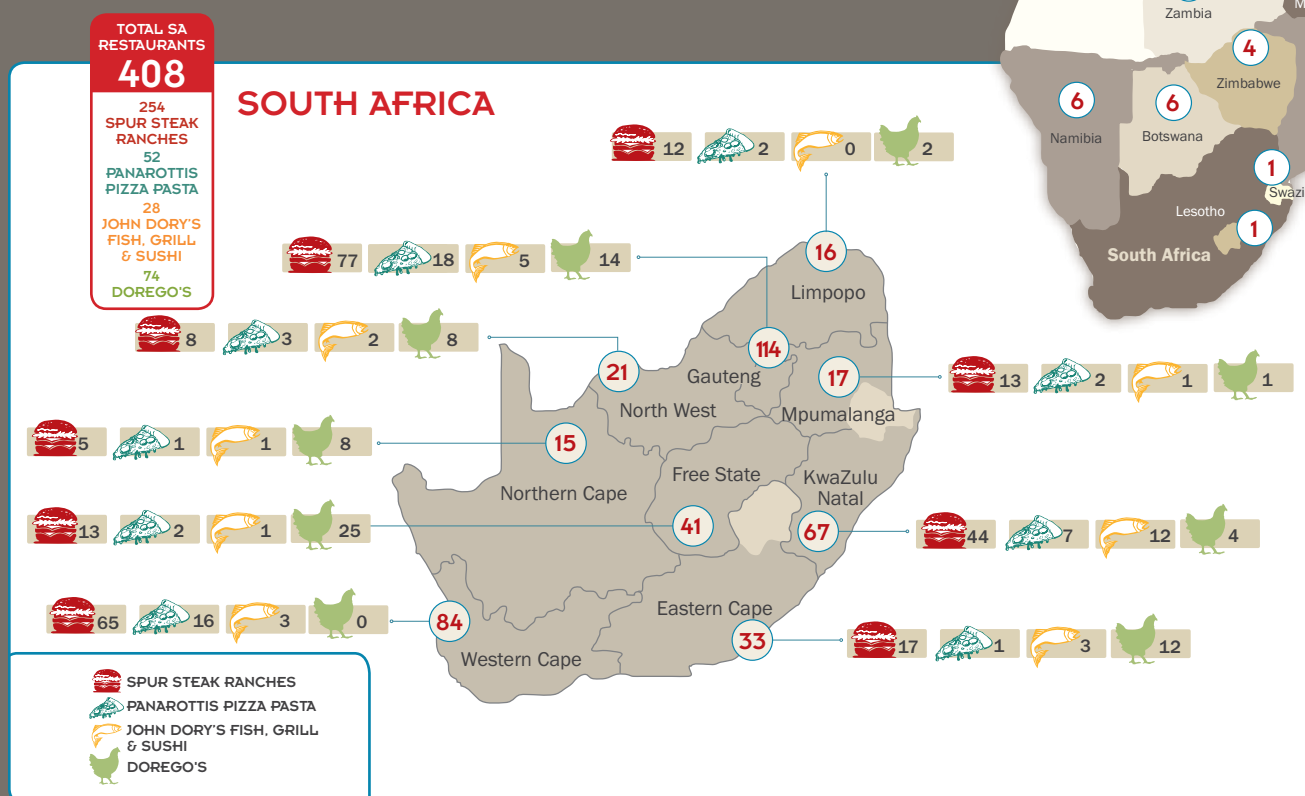 TOTAL SA
RESTAURANTS
408
254
SPUR STEAK
RANCHES
52
PANAROTTIS
PIZZA PASTA
28
JOHN DORY'S
FISH, GRILL
& SUSHI
74
DOREGO'S
SOUTH AFRICA
12 2 0 2
77 18 5 14
8 3 2 8
5 1 1 8
13 2 1 25
65 16 3 0
13 2 1 1
44 7 12 4
17 1 3 12
16
Limpopo
114
Gauteng
21
North West
17
Mpumalanga
15
Northern Cape
Free State
41
KwaZulu
Natal
67
Eastern Cape
33
84
Western Cape
SPUR STEAK RANCHES
PANAROTTIS PIZZA PASTA
JOHN DORY'S FISH, GRILL
& SUSHI
DOREGO'S
Zambia
M
4
Zimbabwe
6
Namibia
6
Botswana
1
Swazi
Lesotho
1
South Africa